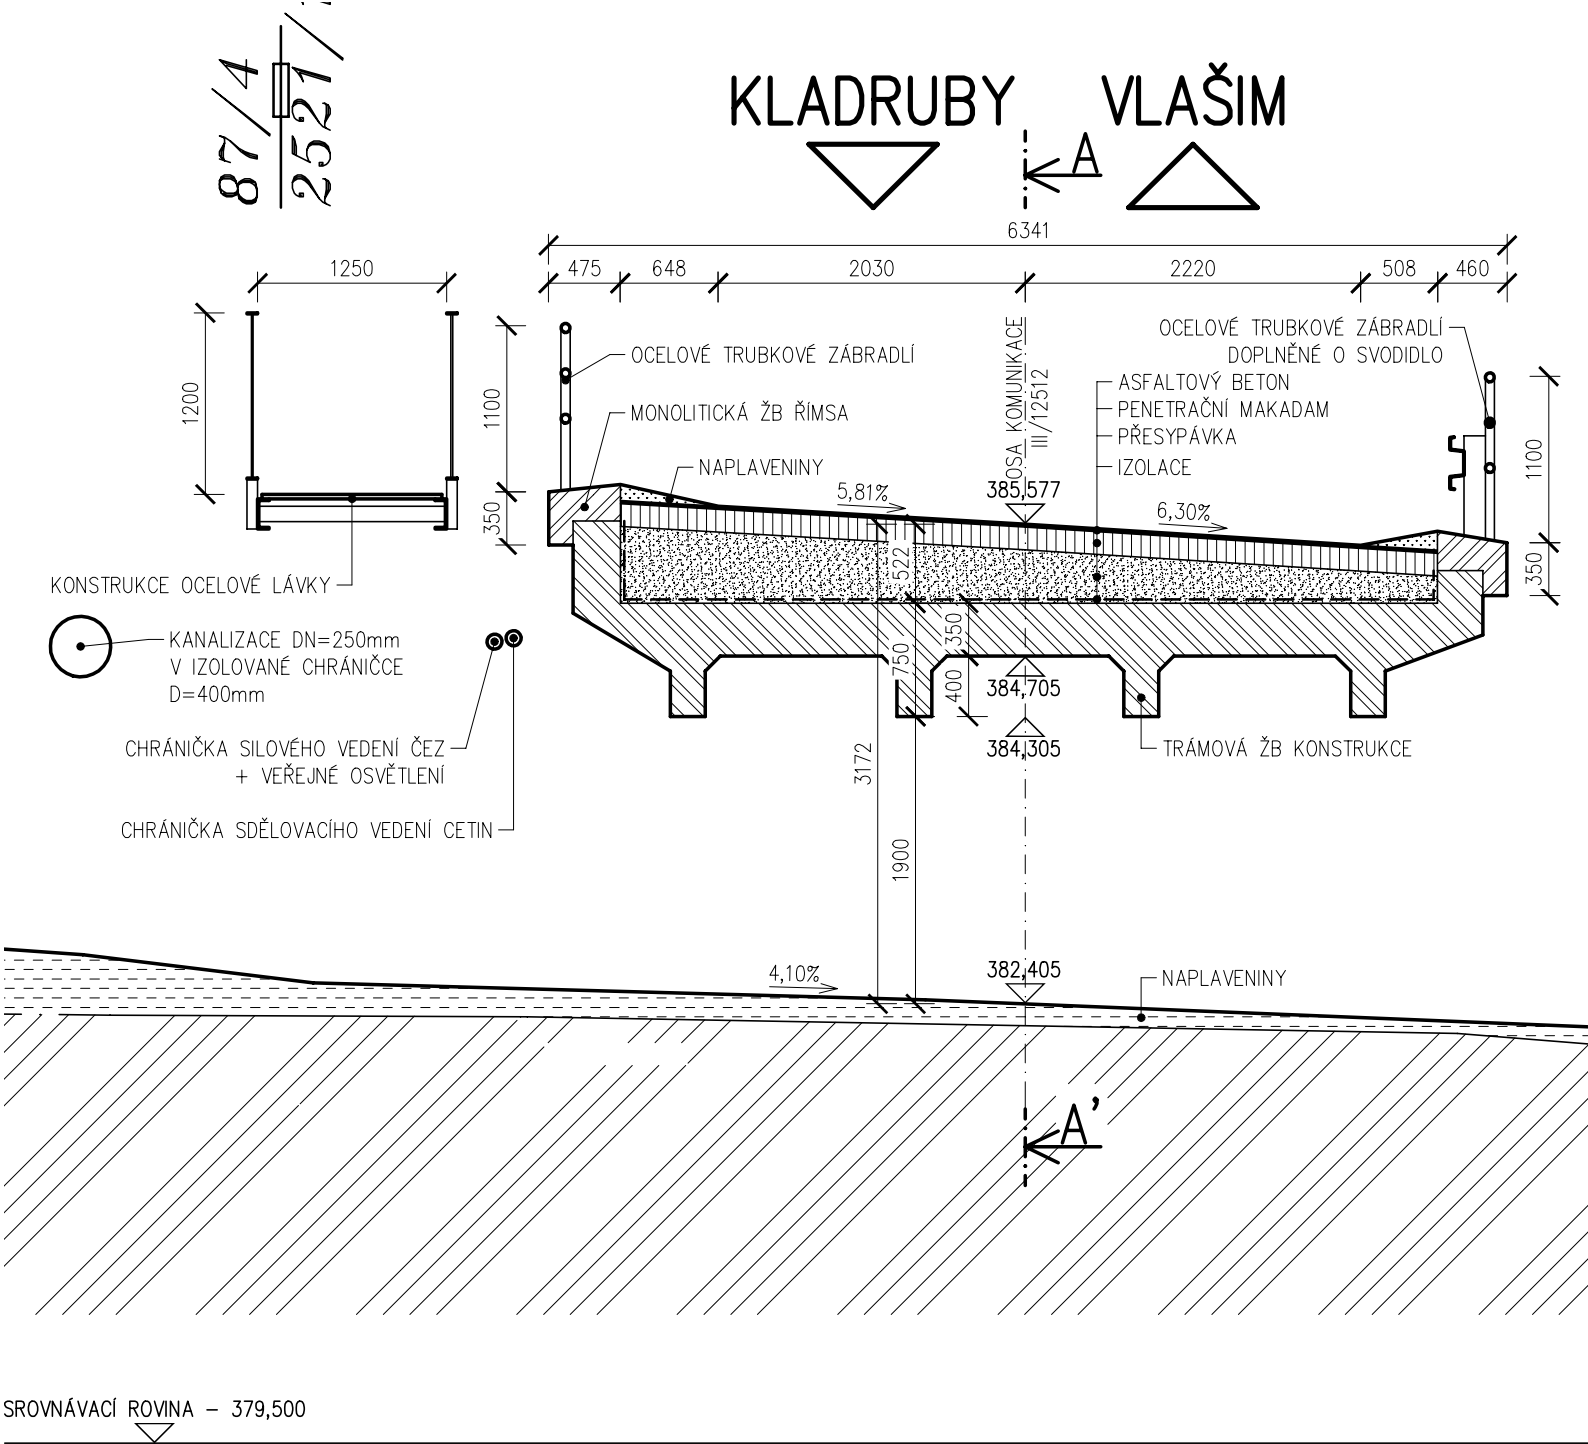 87/4
2521/
KLADRUBY VLAŠIM
A
6341
475 648 2030 2220 508 460
1250
1200
1100
350
OCELOVÉ TRUBKOVÉ ZÁBRADLÍ
MONOLITICKÁ ŽB ŘÍMSA
NAPLAVENINY
OSA KOMUNIKACE
III/12512
OCELOVÉ TRUBKOVÉ ZÁBRADLÍ
DOPLNĚNÉ O SVODIDLO
ASFALTOVÝ BETON
PENETRAČNÍ MAKADAM
PŘESYPÁVKA
IZOLACE
1100
350
5,81%
385,577
6,30%
522
350
750
400
384,705
384,305
3172
1900
KONSTRUKCE OCELOVÉ LÁVKY
KANALIZACE DN=250mm
V IZOLOVANÉ CHRÁNIČCE
D=400mm
CHRÁNIČKA SILOVÉHO VEDENÍ ČEZ
+ VEŘEJNÉ OSVĚTLENÍ
CHRÁNIČKA SDĚLOVACÍHO VEDENÍ CETIN
TRÁMOVÁ ŽB KONSTRUKCE
4,10%
382,405
NAPLAVENINY
A'
SROVNÁVACÍ ROVINA - 379,500